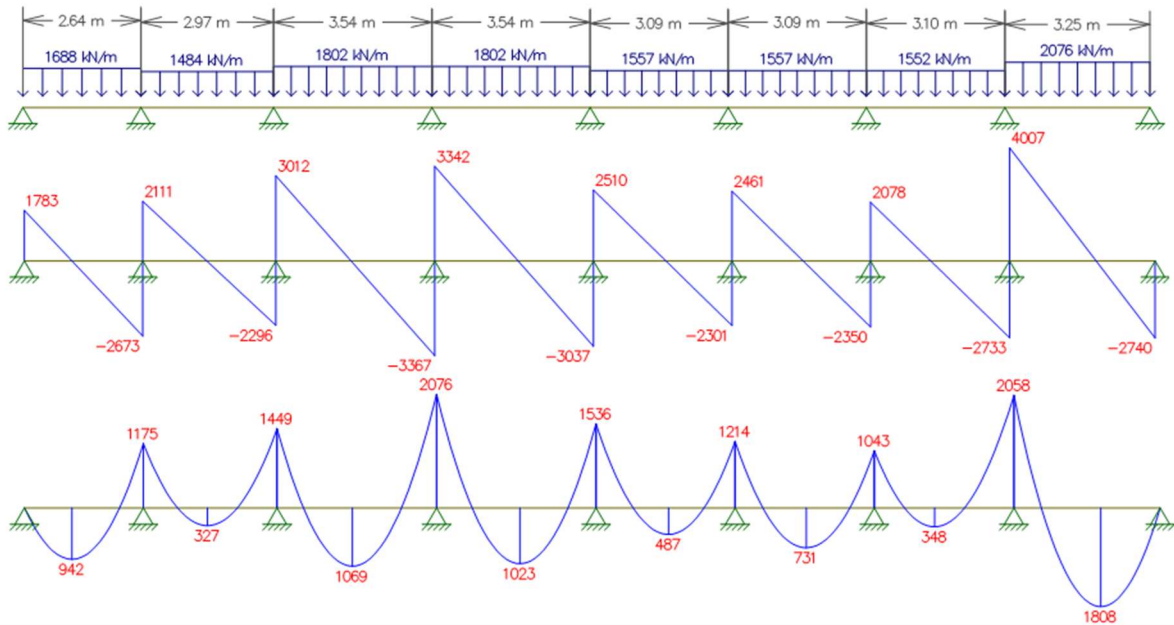 2.64 m 2.97 m 3.54 m 3.54 m 3.09 m 3.09 m 3.10 m 3.25 m
1688 kN/m 1484 kN/m 1802 kN/m 1802 kN/m 1557 kN/m 1557 kN/m 1552 kN/m 2076 kN/m
1783 2111 3012 3342 2510 2461 2078 4007
−2673 −2296 −3367 −3037 −2301 −2350 −2733 −2740
1175 1449 2076 1536 1214 1043 2058
942 327 1069 1023 487 731 348 1808